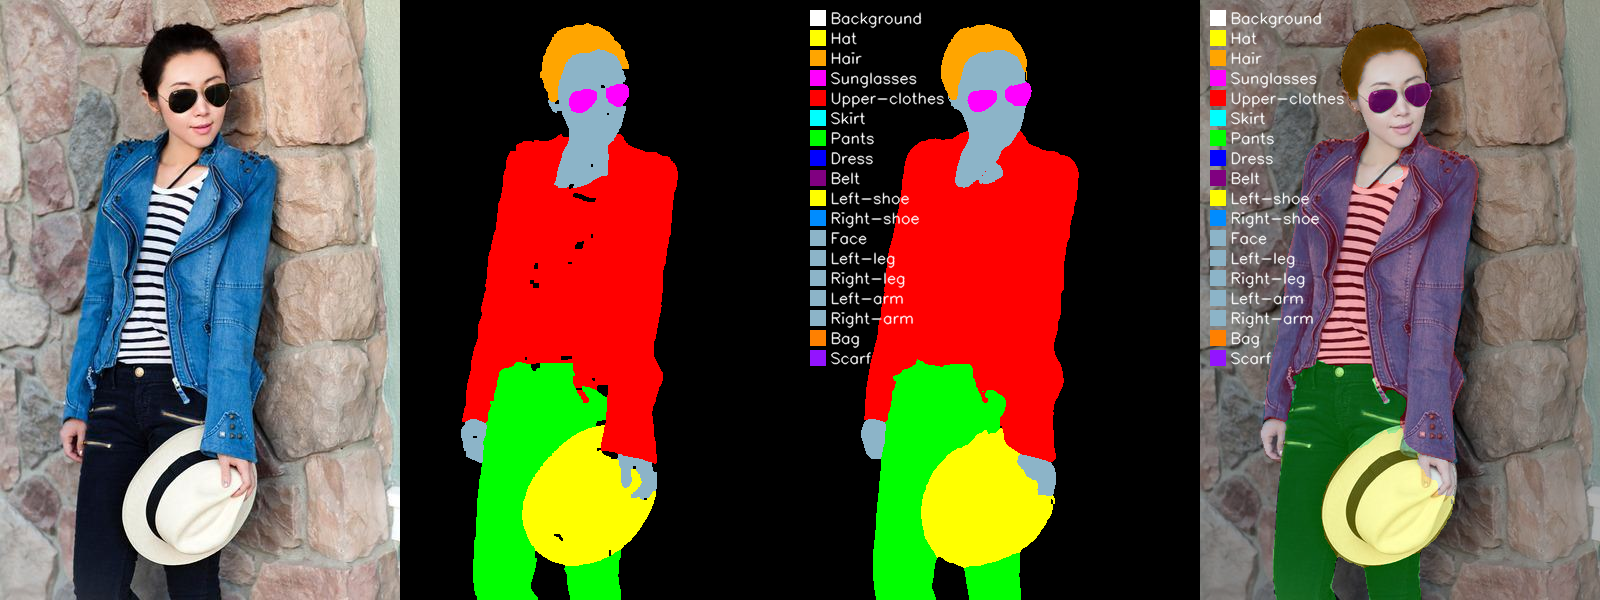 Background
Hat
Hair
Sunglasses
Upper-clothes
Skirt
Pants
Dress
Belt
Left-shoe
Right-shoe
Face
Left-leg
Right-leg
Left-arm
Right-arm
Bag
Scarf
Background
Hat
Hair
Sunglasses
Upper-clothes
Skirt
Pants
Dress
Belt
Left-shoe
Right-shoe
Face
Left-leg
Right-leg
Left-arm
Right-arm
Bag
Scarf